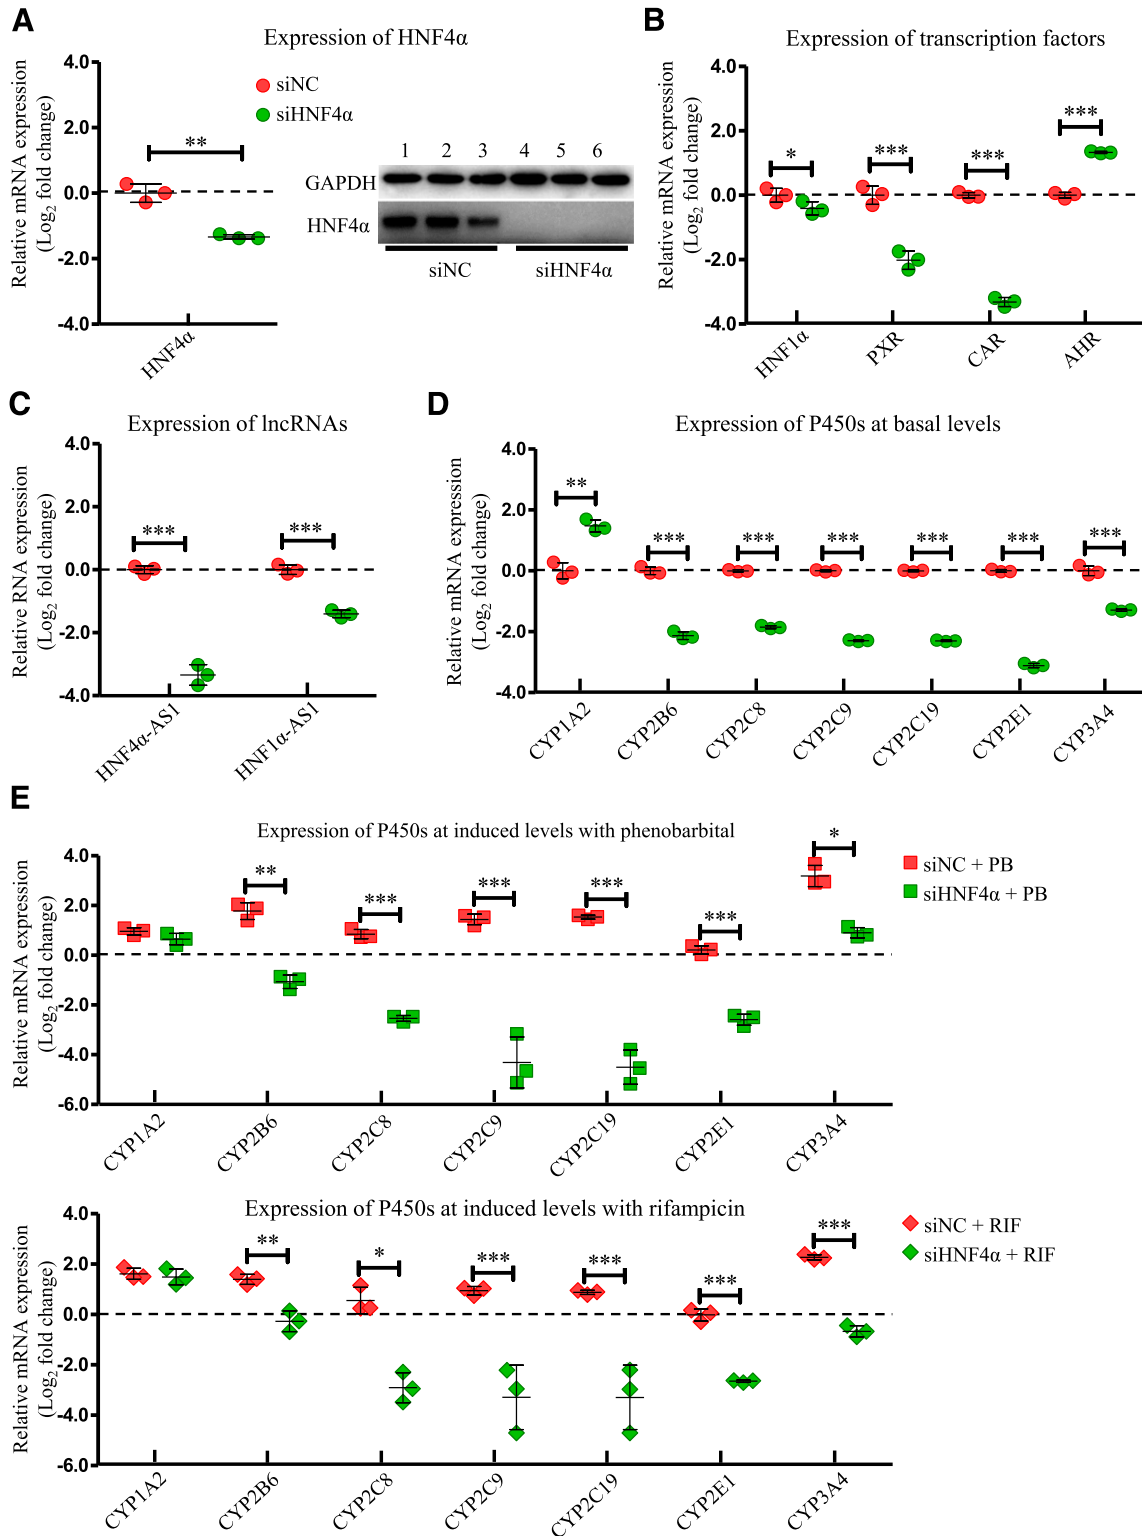 A
Expression of HNF4α
Relative mRNA expression
(Log2 fold change)
4.0
2.0
0.0
-2.0
-4.0
**
siNC
siHNF4α
HNF4α
1 2 3 4 5 6
GAPDH
HNF4α
siNC siHNF4α
B
Expression of transcription factors
Relative mRNA expression
(Log2 fold change)
4.0
2.0
0.0
-2.0
-4.0
* *** *** ***
HNF1α PXR CAR AHR
C
Expression of lncRNAs
Relative RNA expression
(Log2 fold change)
4.0
2.0
0.0
-2.0
-4.0
*** ***
HNF4α-AS1 HNF1α-AS1
D
Expression of P450s at basal levels
Relative mRNA expression
(Log2 fold change)
4.0
2.0
0.0
-2.0
-4.0
** *** *** *** *** *** ***
CYP1A2 CYP2B6 CYP2C8 CYP2C9 CYP2C19 CYP2E1 CYP3A4
E
Expression of P450s at induced levels with phenobarbital
Relative mRNA expression
(Log2 fold change)
4.0
2.0
0.0
-2.0
-4.0
-6.0
** *** *** *** *** *
siNC + PB
siHNF4α + PB
CYP1A2 CYP2B6 CYP2C8 CYP2C9 CYP2C19 CYP2E1 CYP3A4
Expression of P450s at induced levels with rifampicin
Relative mRNA expression
(Log2 fold change)
4.0
2.0
0.0
-2.0
-4.0
-6.0
** * *** *** *** ***
siNC + RIF
siHNF4α + RIF
CYP1A2 CYP2B6 CYP2C8 CYP2C9 CYP2C19 CYP2E1 CYP3A4